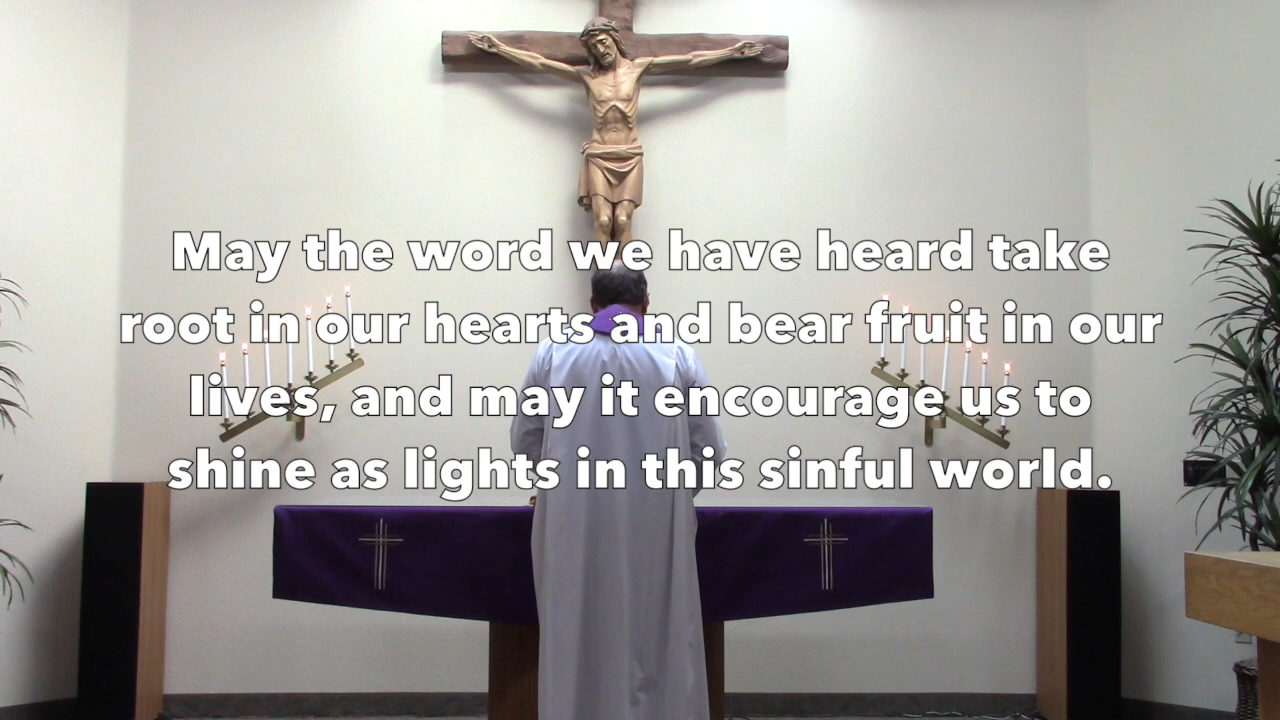 May the word we have heard take
root in our hearts and bear fruit in our
lives, and may it encourage us to
shine as lights in this sinful world.